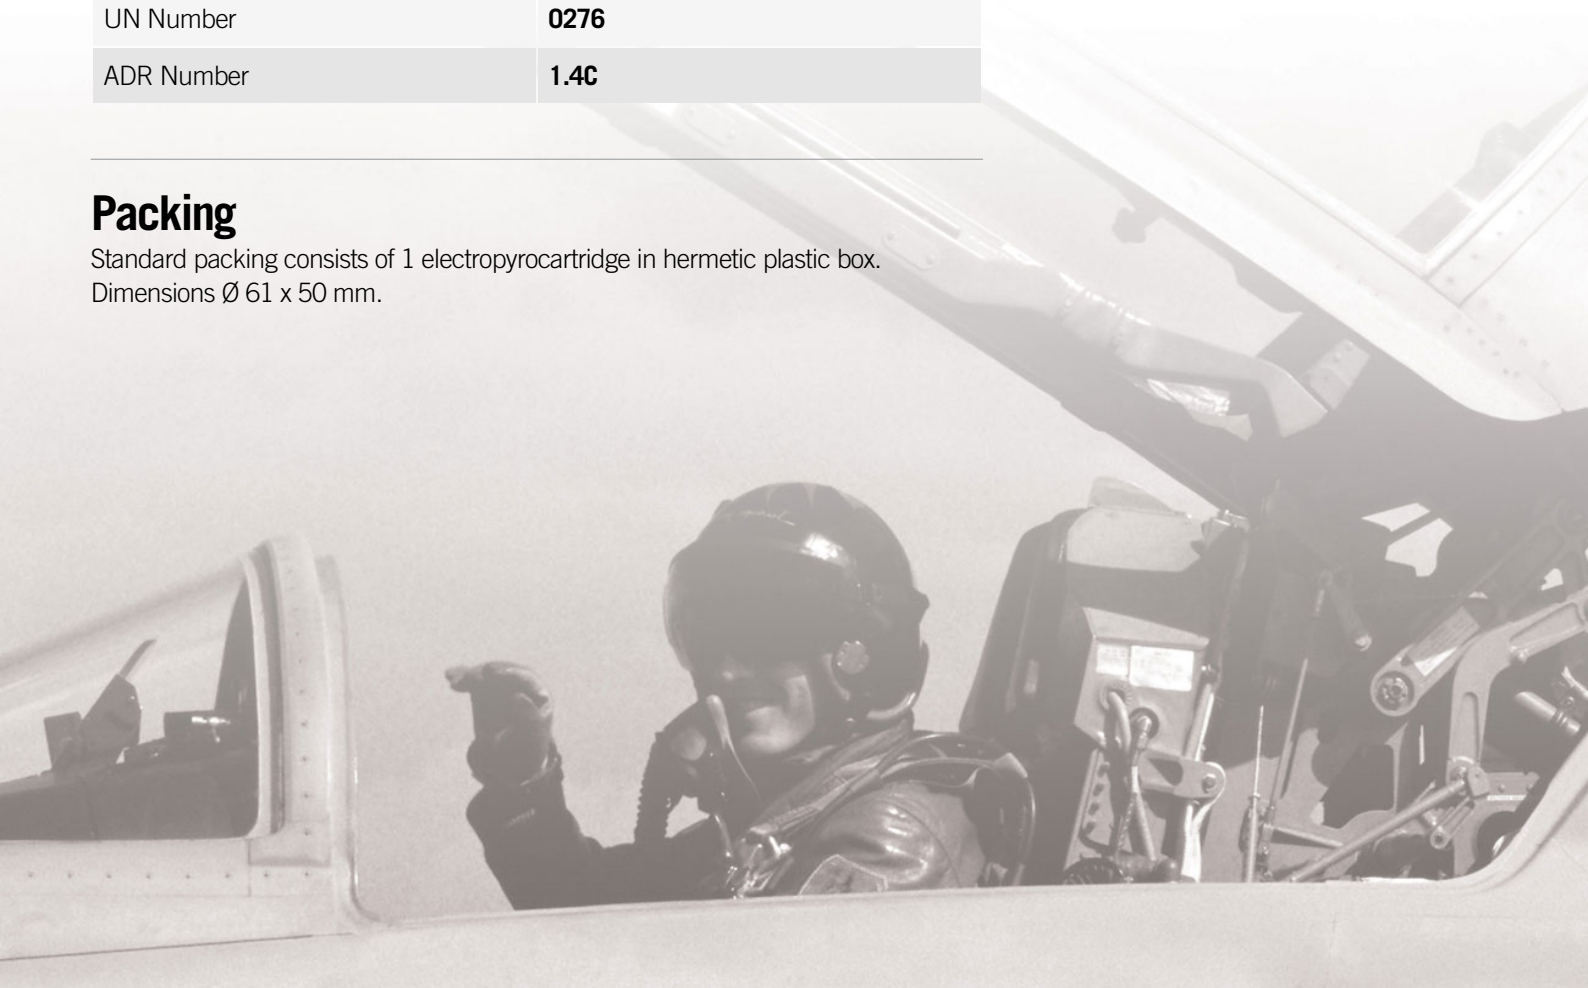 UN Number 0276
ADR Number 1.4C
Packing
Standard packing consists of 1 electropyrocartridge in hermetic plastic box.
Dimensions Ø 61 x 50 mm.